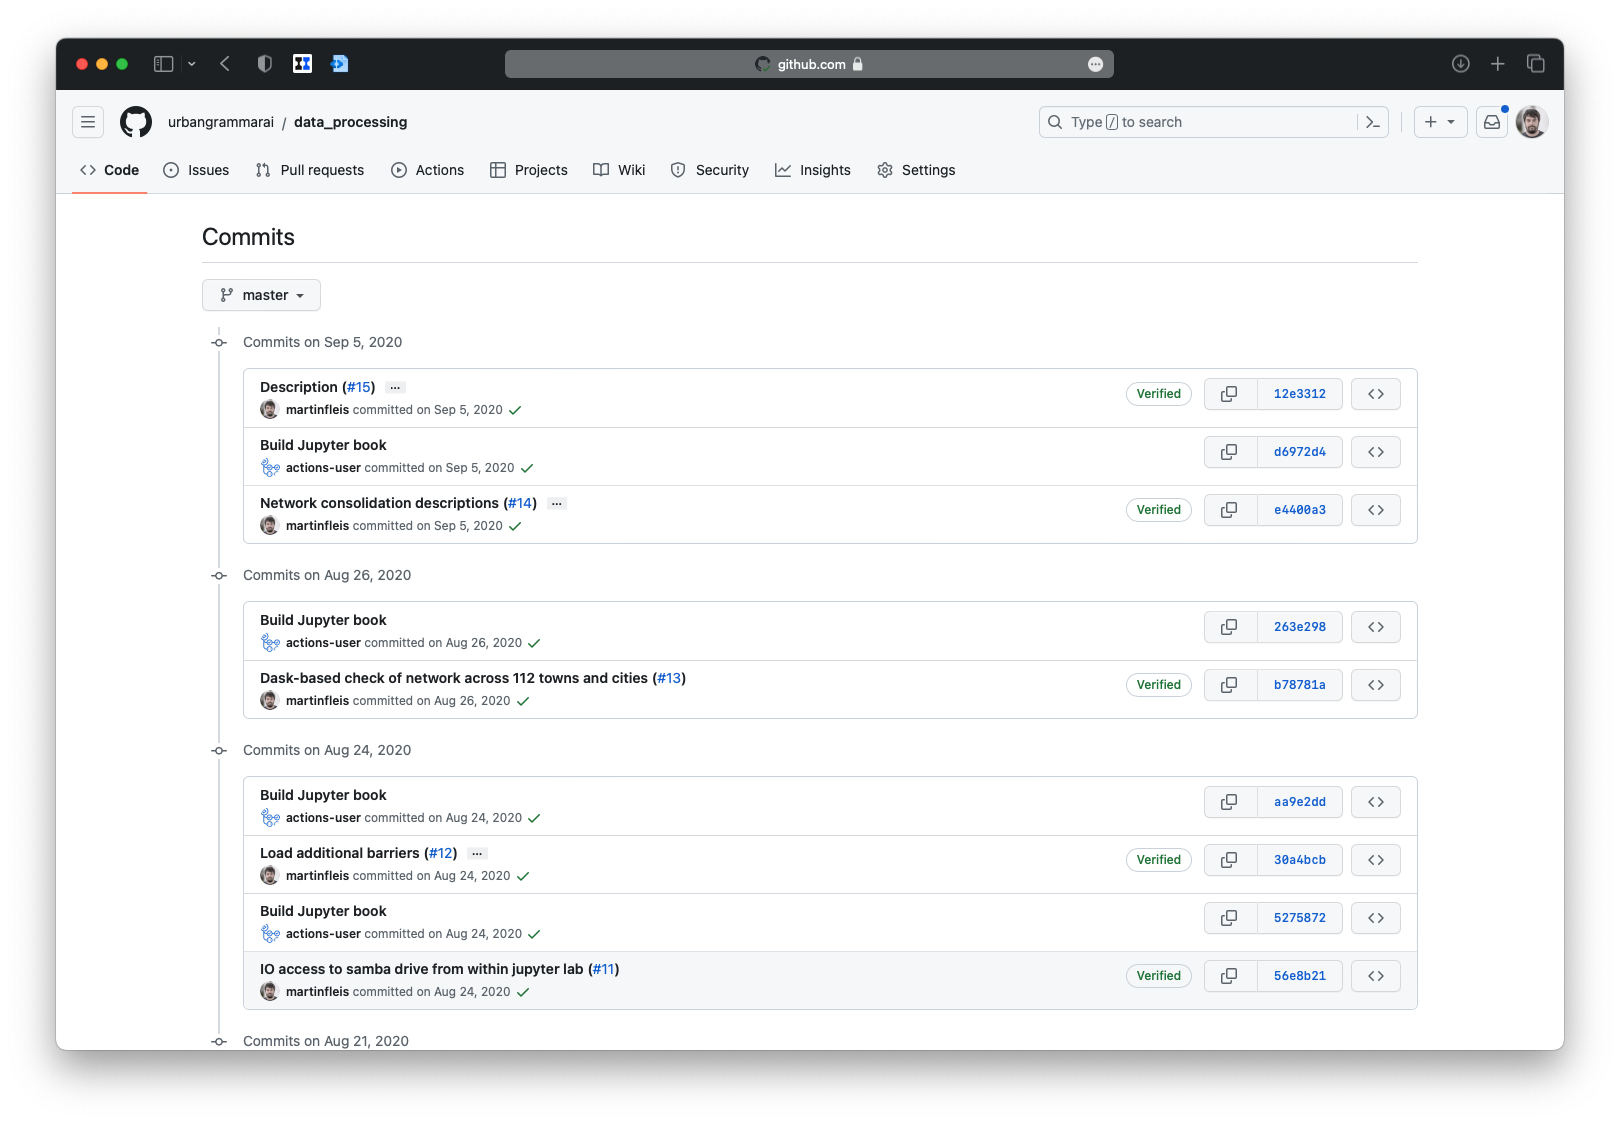 github.com
urbangrammarai / data_processing
Type / to search
Code Issues Pull requests Actions Projects Wiki Security Insights Settings
Commits
master
Commits on Sep 5, 2020
Description (#15) ...
Verified 12e3312
martinfleis committed on Sep 5, 2020
Build Jupyter book
d6972d4
actions-user committed on Sep 5, 2020
Network consolidation descriptions (#14) ...
Verified e4400a3
martinfleis committed on Sep 5, 2020
Commits on Aug 26, 2020
Build Jupyter book
263e298
actions-user committed on Aug 26, 2020
Dask-based check of network across 112 towns and cities (#13)
Verified b78781a
martinfleis committed on Aug 26, 2020
Commits on Aug 24, 2020
Build Jupyter book
aa9e2dd
actions-user committed on Aug 24, 2020
Load additional barriers (#12) ...
Verified 30a4bcb
martinfleis committed on Aug 24, 2020
Build Jupyter book
5275872
actions-user committed on Aug 24, 2020
IO access to samba drive from within jupyter lab (#11)
Verified 56e8b21
martinfleis committed on Aug 24, 2020
Commits on Aug 21, 2020